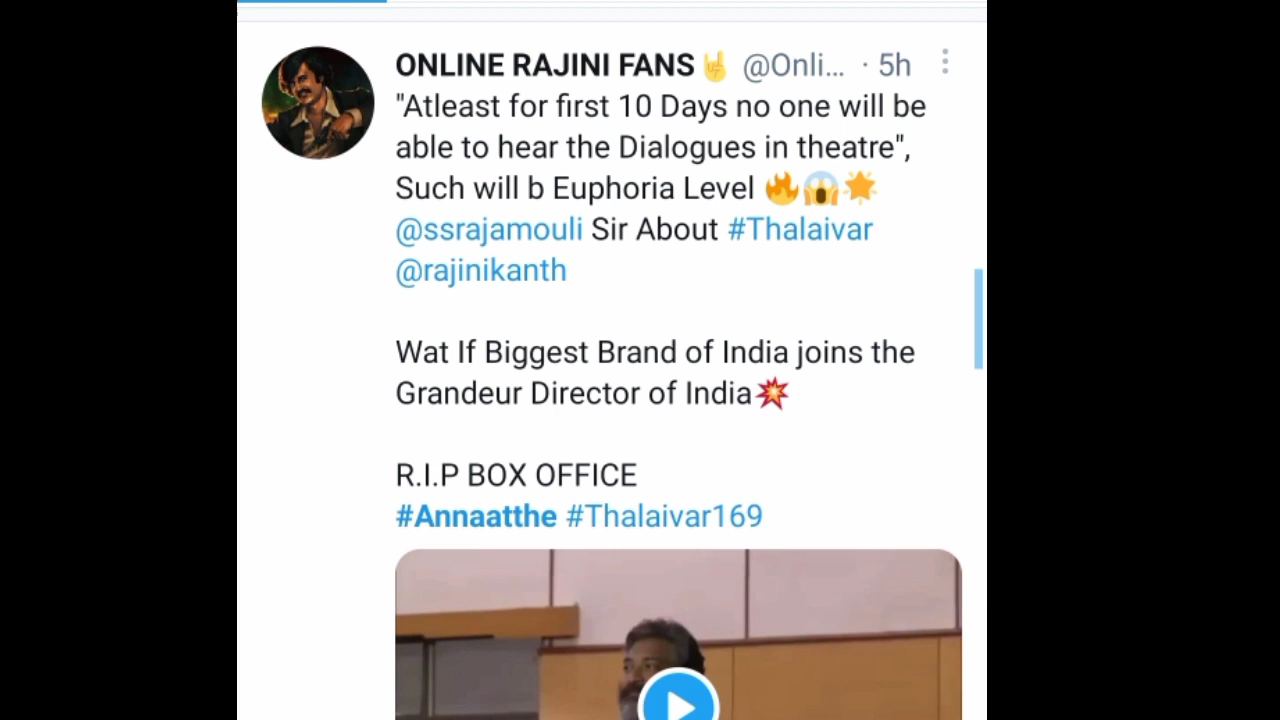 ONLINE RAJINI FANS🤘 @Onli... · 5h
"Atleast for first 10 Days no one will be
able to hear the Dialogues in theatre",
Such will b Euphoria Level 🔥😱🌟
@ssrajamouli Sir About #Thalaivar
@rajinikanth
Wat If Biggest Brand of India joins the
Grandeur Director of India💥
R.I.P BOX OFFICE
#Annaatthe #Thalaivar169